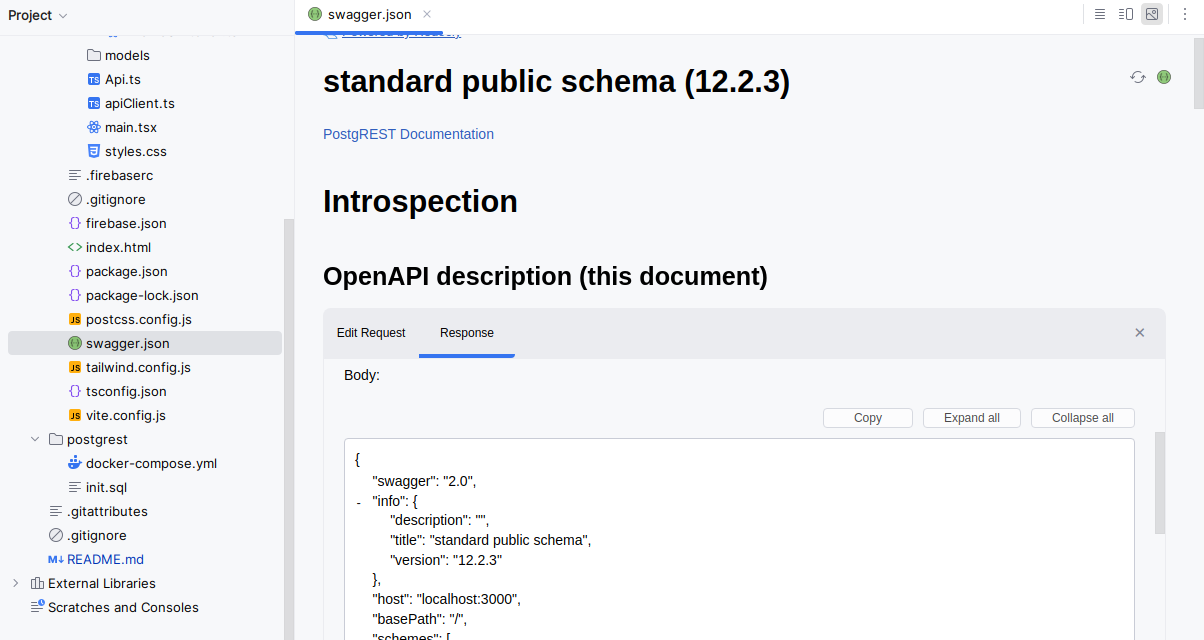 Project
swagger.json
models
Api.ts
apiClient.ts
main.tsx
styles.css
.firebaserc
.gitignore
firebase.json
index.html
package.json
package-lock.json
postcss.config.js
swagger.json
tailwind.config.js
tsconfig.json
vite.config.js
postgrest
docker-compose.yml
init.sql
.gitattributes
.gitignore
README.md
External Libraries
Scratches and Consoles
standard public schema (12.2.3)
PostgREST Documentation
Introspection
OpenAPI description (this document)
Edit Request Response
Body:
Copy Expand all Collapse all
{
"swagger": "2.0",
- "info": {
"description": "",
"title": "standard public schema",
"version": "12.2.3"
},
"host": "localhost:3000",
"basePath": "/",
"schemes": [